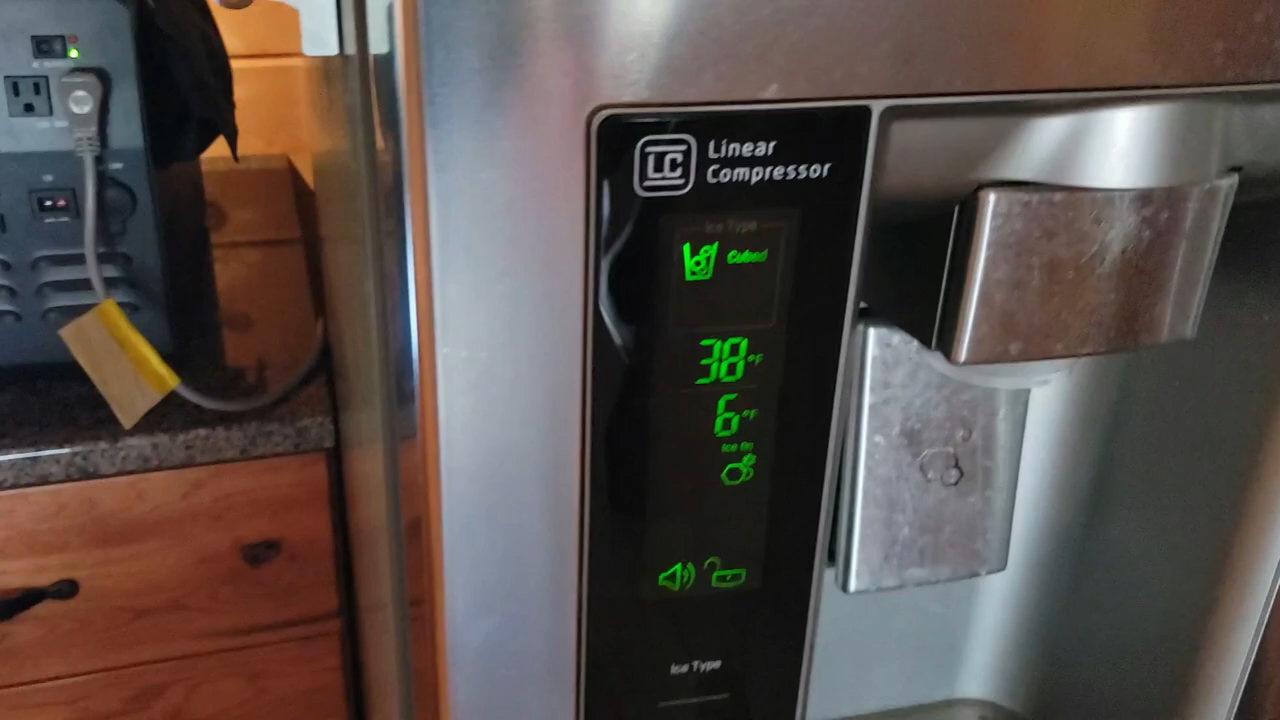 LC
Linear
Compressor
Ice Type
Cubed
38°F
6°F
Ice On
Ice Type